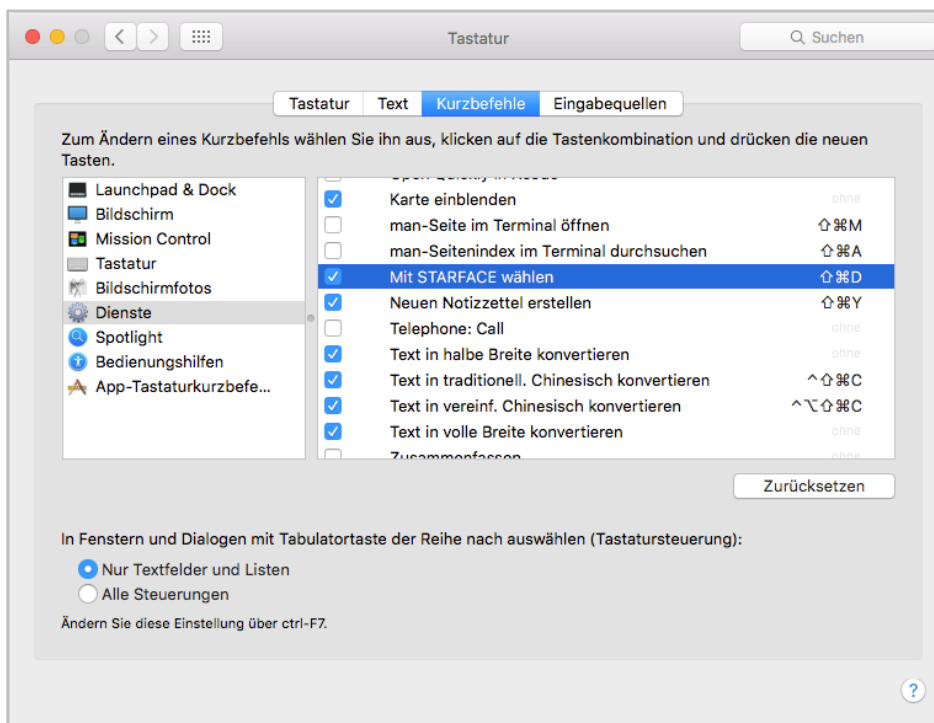 Tastatur
Suchen
Tastatur Text Kurzbefehle Eingabequellen
Zum Ändern eines Kurzbefehls wählen Sie ihn aus, klicken auf die Tastenkombination und drücken die neuen
Tasten.
Launchpad & Dock
Bildschirm
Mission Control
Tastatur
Bildschirmfotos
Dienste
Spotlight
Bedienungshilfen
App-Tastaturkurzbefe...
Karte einblenden ohne
man-Seite im Terminal öffnen ⇧⌘M
man-Seitenindex im Terminal durchsuchen ⇧⌘A
Mit STARFACE wählen ⇧⌘D
Neuen Notizzettel erstellen ⇧⌘Y
Telephone: Call ohne
Text in halbe Breite konvertieren ohne
Text in traditionell. Chinesisch konvertieren ^⇧⌘C
Text in vereinf. Chinesisch konvertieren ^⌥⇧⌘C
Text in volle Breite konvertieren ohne
Zusammenfassen ohne
Zurücksetzen
In Fenstern und Dialogen mit Tabulatortaste der Reihe nach auswählen (Tastatursteuerung):
Nur Textfelder und Listen
Alle Steuerungen
Ändern Sie diese Einstellung über ctrl-F7.
?